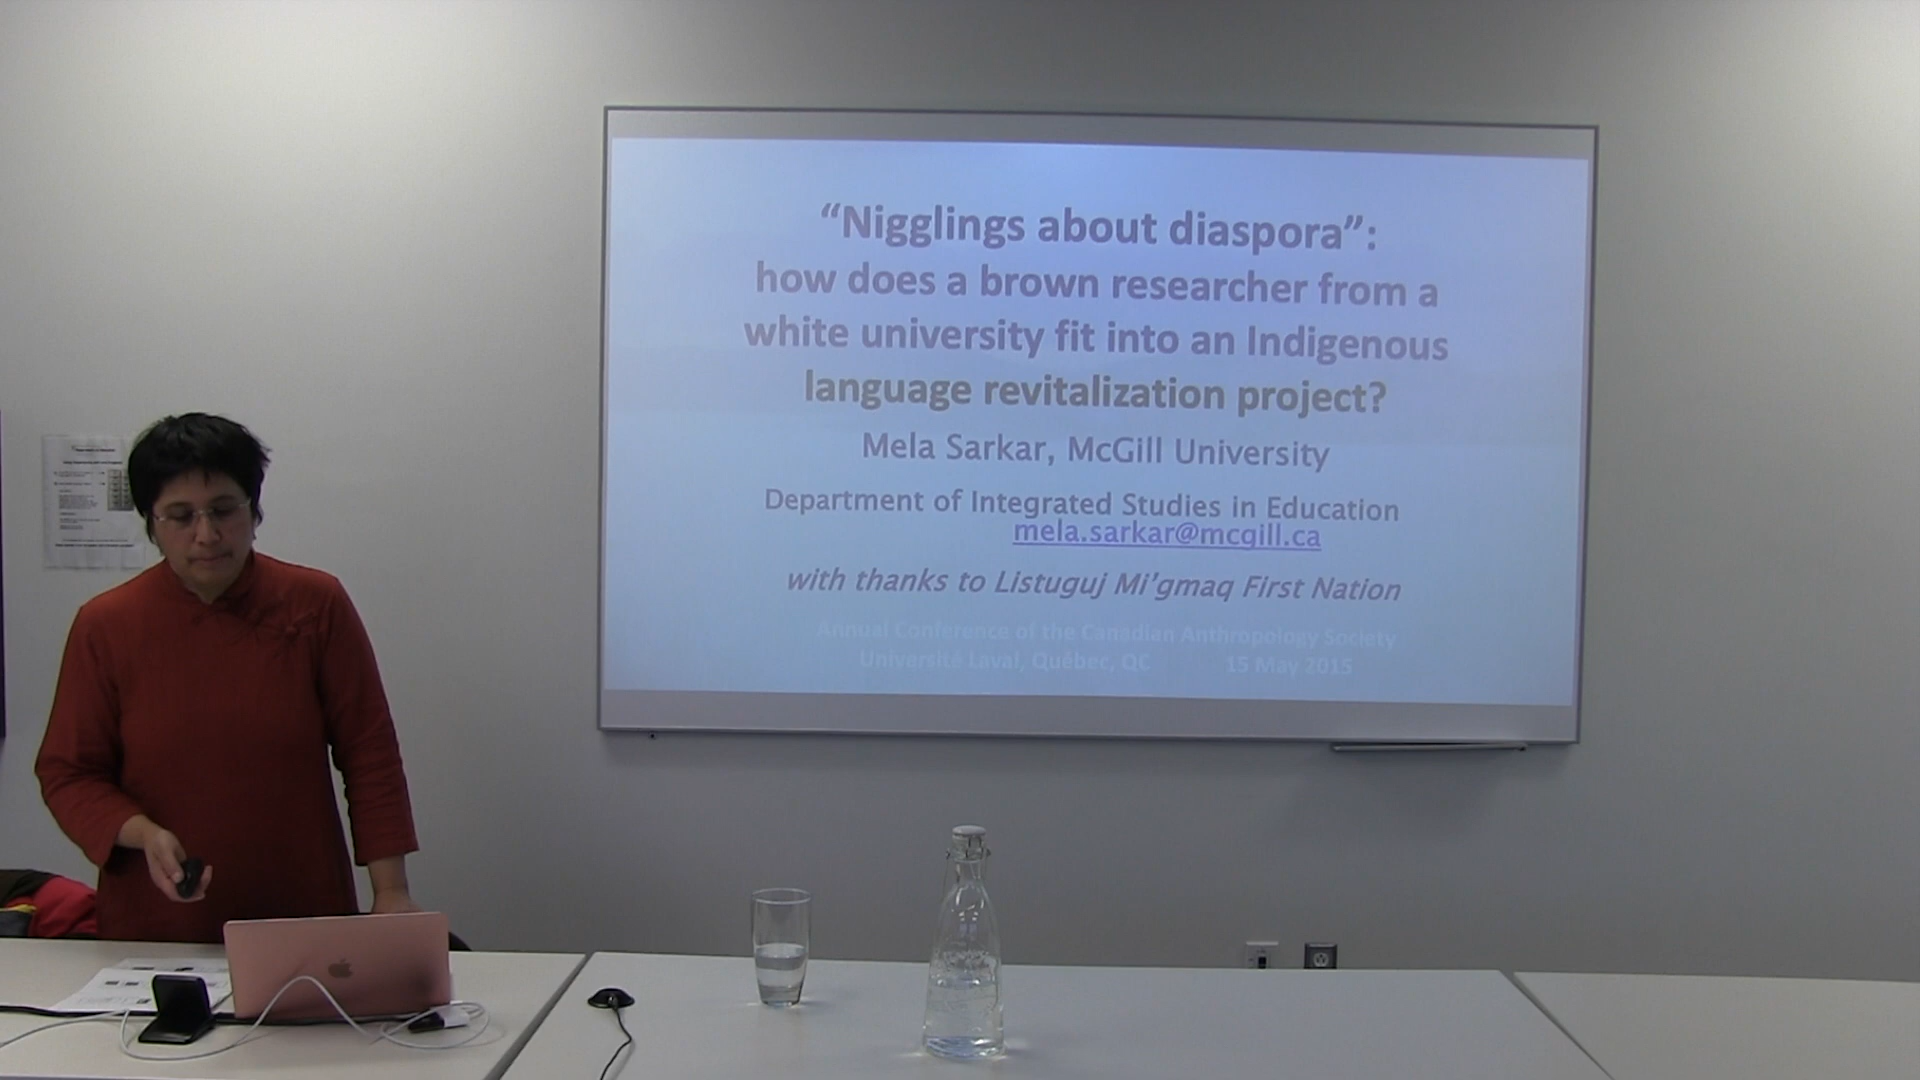 “Nigglings about diaspora”:
how does a brown researcher from a
white university fit into an Indigenous
language revitalization project?
Mela Sarkar, McGill University
Department of Integrated Studies in Education
mela.sarkar@mcgill.ca
with thanks to Listuguj Mi’gmaq First Nation
Annual Conference of the Canadian Anthropology Society
Université Laval, Québec, QC 15 May 2015